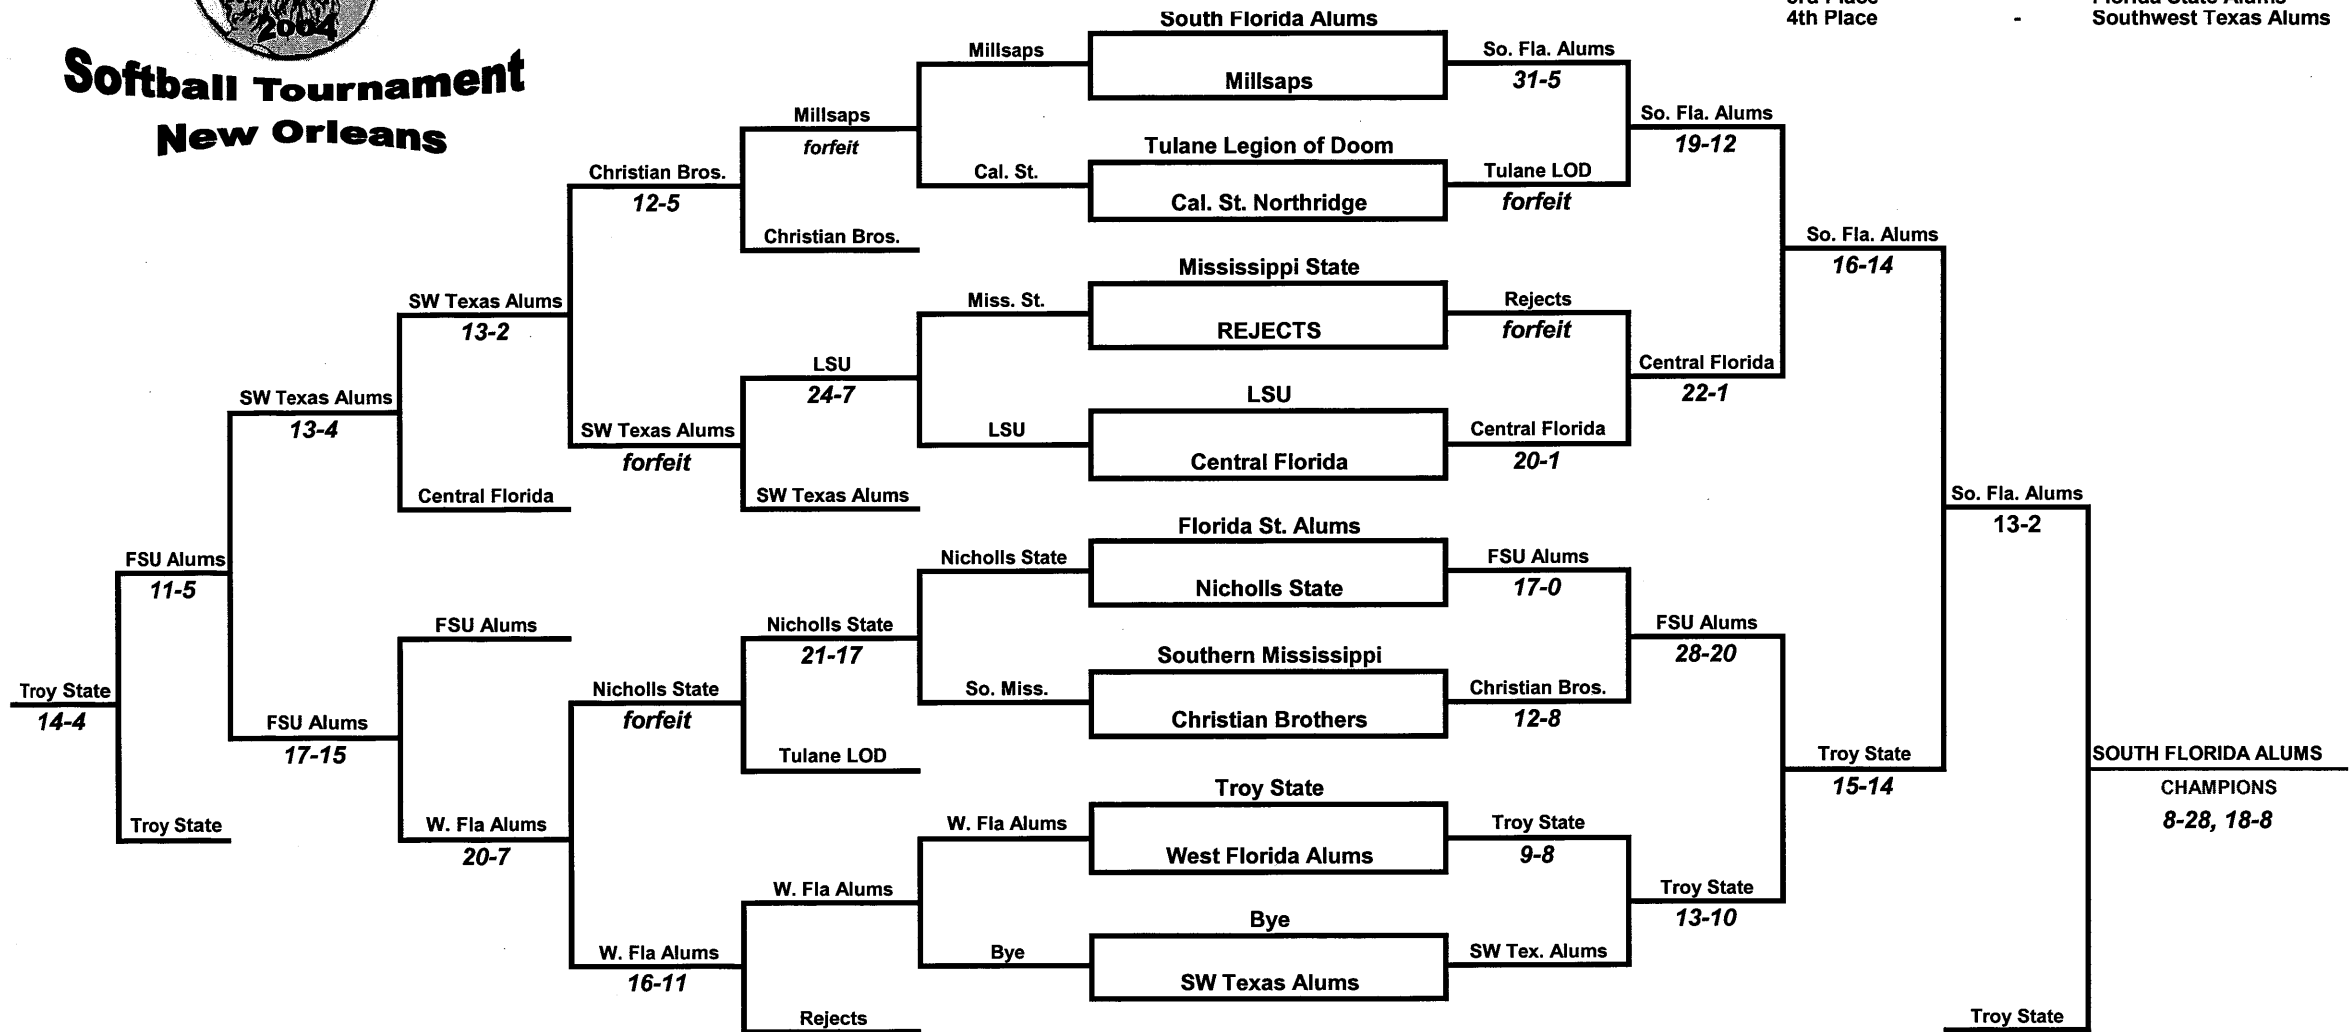 2004
Softball Tournament
New Orleans
3rd Place Florida State Alums
4th Place - Southwest Texas Alums
South Florida Alums
Millsaps
So. Fla. Alums
31-5
Millsaps
So. Fla. Alums
19-12
Millsaps
forfeit
Tulane Legion of Doom
Christian Bros.
12-5
Cal. St.
Tulane LOD
forfeit
Cal. St. Northridge
Christian Bros.
So. Fla. Alums
16-14
Mississippi State
SW Texas Alums
13-2
Miss. St.
Rejects
forfeit
REJECTS
LSU
24-7
Central Florida
22-1
SW Texas Alums
13-4
LSU
SW Texas Alums
forfeit
LSU
Central Florida
20-1
Central Florida
Central Florida
SW Texas Alums
So. Fla. Alums
13-2
Florida St. Alums
FSU Alums
11-5
Nicholls State
FSU Alums
17-0
Nicholls State
FSU Alums
Nicholls State
21-17
FSU Alums
28-20
Southern Mississippi
Troy State
14-4
Nicholls State
forfeit
So. Miss.
Christian Bros.
12-8
Christian Brothers
FSU Alums
17-15
Tulane LOD
Troy State
15-14
SOUTH FLORIDA ALUMS
CHAMPIONS
8-28, 18-8
Troy State
Troy State
W. Fla Alums
20-7
W. Fla Alums
Troy State
9-8
West Florida Alums
W. Fla Alums
Troy State
13-10
Bye
W. Fla Alums
16-11
Bye
SW Tex. Alums
SW Texas Alums
Rejects
Troy State